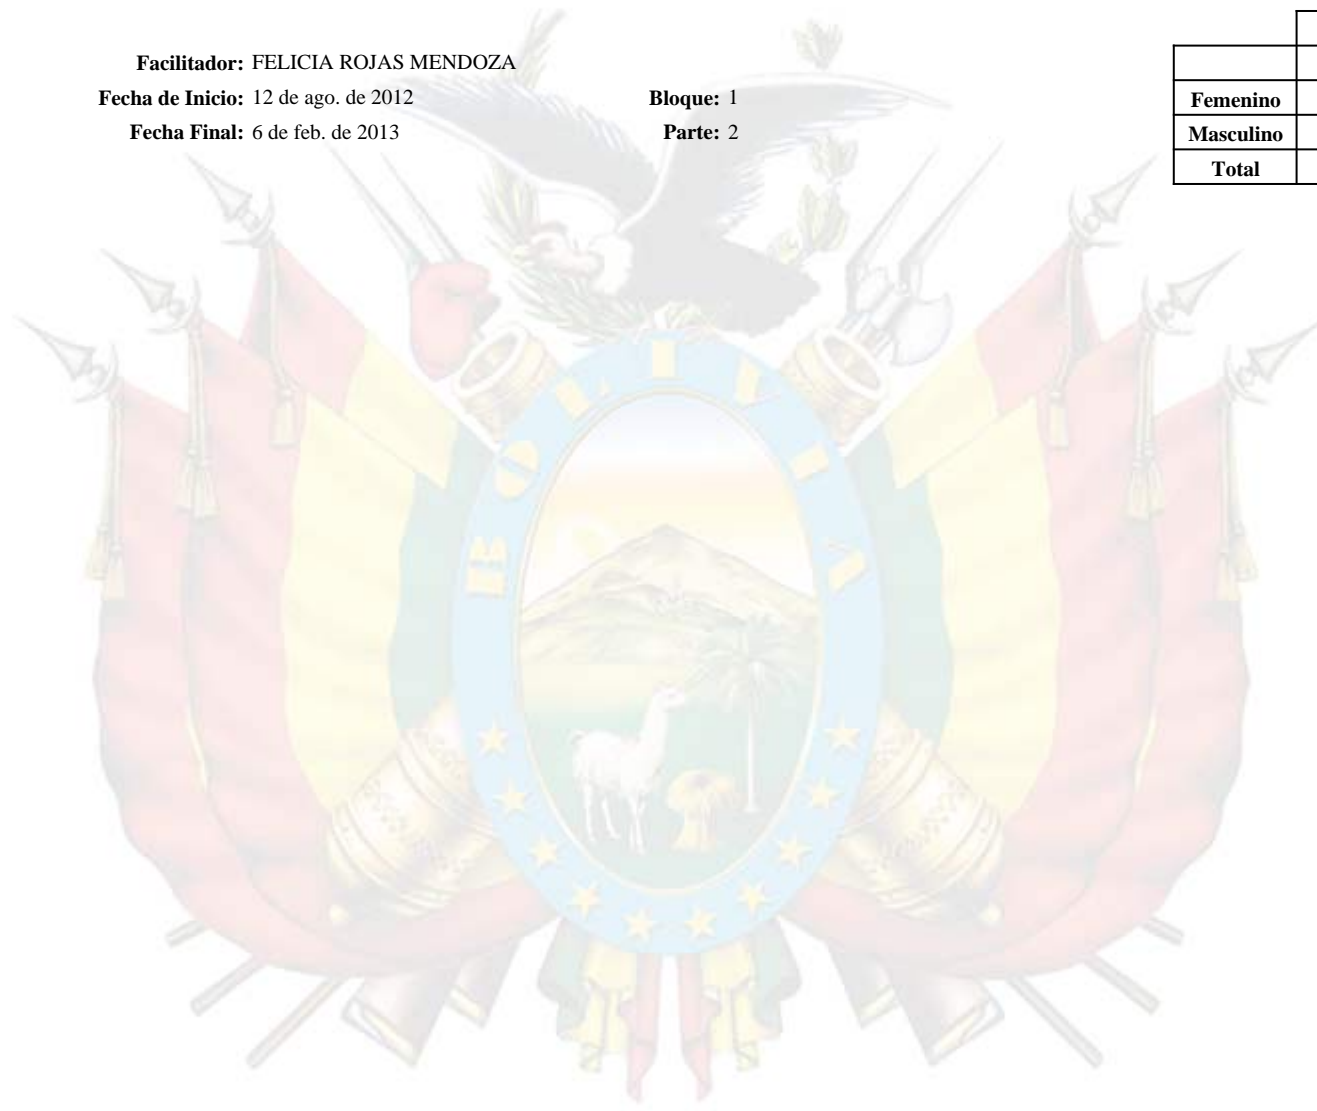 Facilitador: FELICIA ROJAS MENDOZA
Fecha de Inicio: 12 de ago. de 2012 Bloque: 1
Fecha Final: 6 de feb. de 2013 Parte: 2
Femenino
Masculino
Total
BOLIVIA